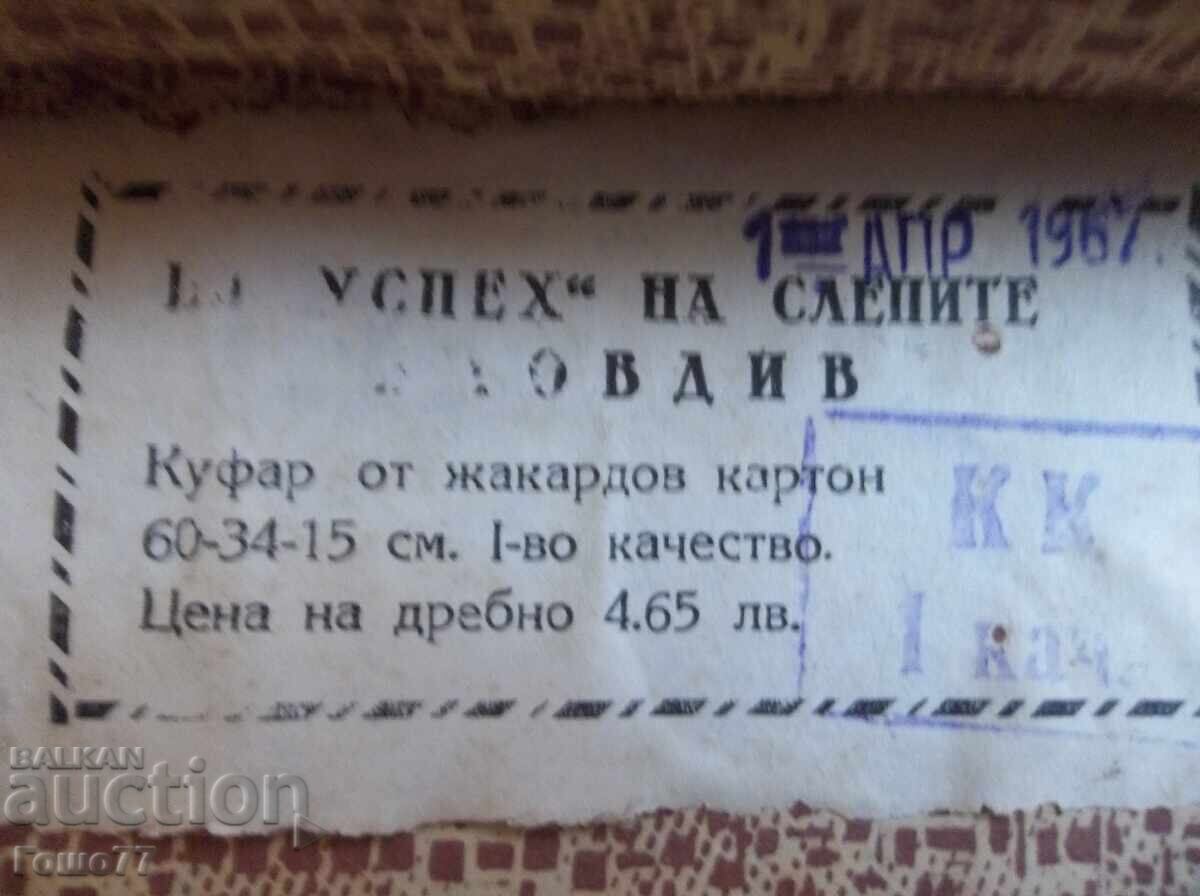 АПР 1967
УСПЕХ“ НА СЛЕПИТЕ
ОВДИВ
Куфар от жакардов картон
60-34-15 см. I-во качество.
Цена на дребно 4.65 лв.
КК
I кач.
BALKAN
auction
Гошо77